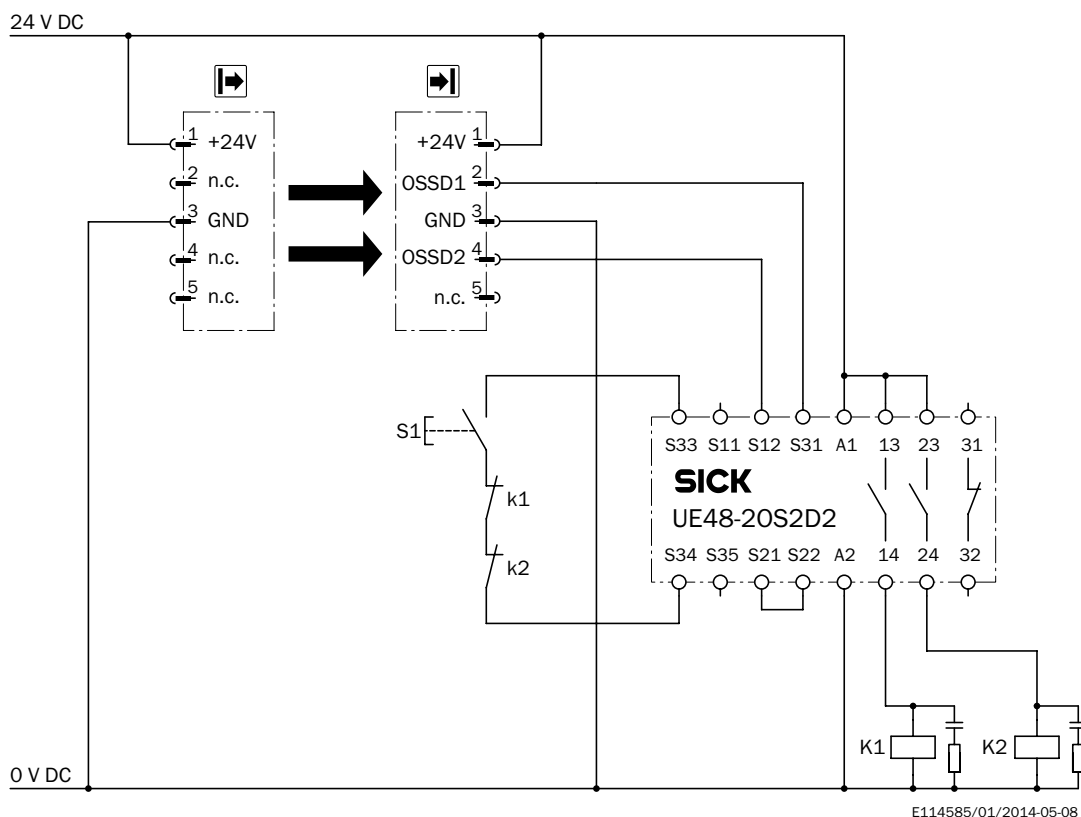 24 V DC
1 +24V
2 n.c.
3 GND
4 n.c.
5 n.c.
+24V 1
OSSD1 2
GND 3
OSSD2 4
n.c. 5
S1
k1
k2
S33 S11 S12 S31 A1 13 23 31
SICK
UE48-2OS2D2
S34 S35 S21 S22 A2 14 24 32
K1
K2
0 V DC
E114585/01/2014-05-08